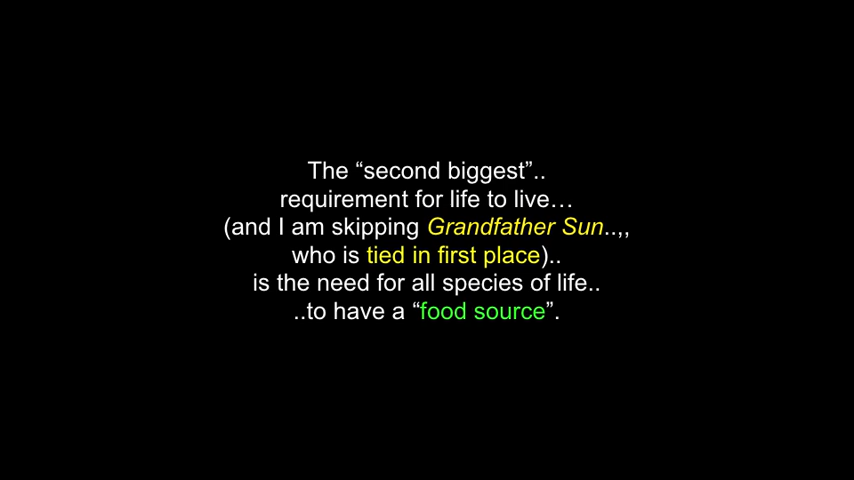 The “second biggest”..
requirement for life to live…
(and I am skipping Grandfather Sun..,,
who is tied in first place)..
is the need for all species of life..
..to have a “food source”.